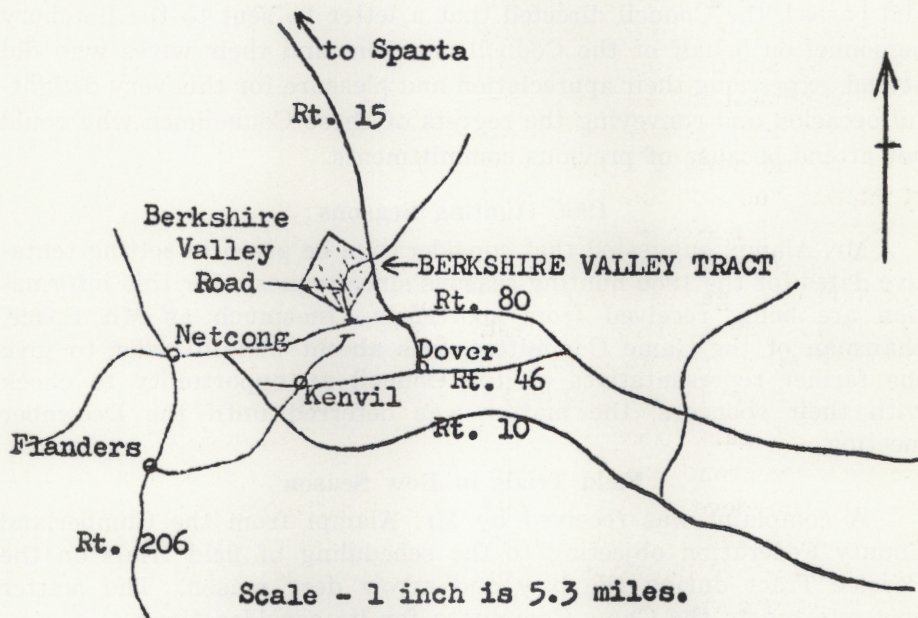 to Sparta
Rt. 15
Berkshire
Valley
Road
BERKSHIRE VALLEY TRACT
Rt. 80
Netcong
Dover
Rt. 46
Kenvil
Rt. 10
Flanders
Rt. 206
Scale - 1 inch is 5.3 miles.